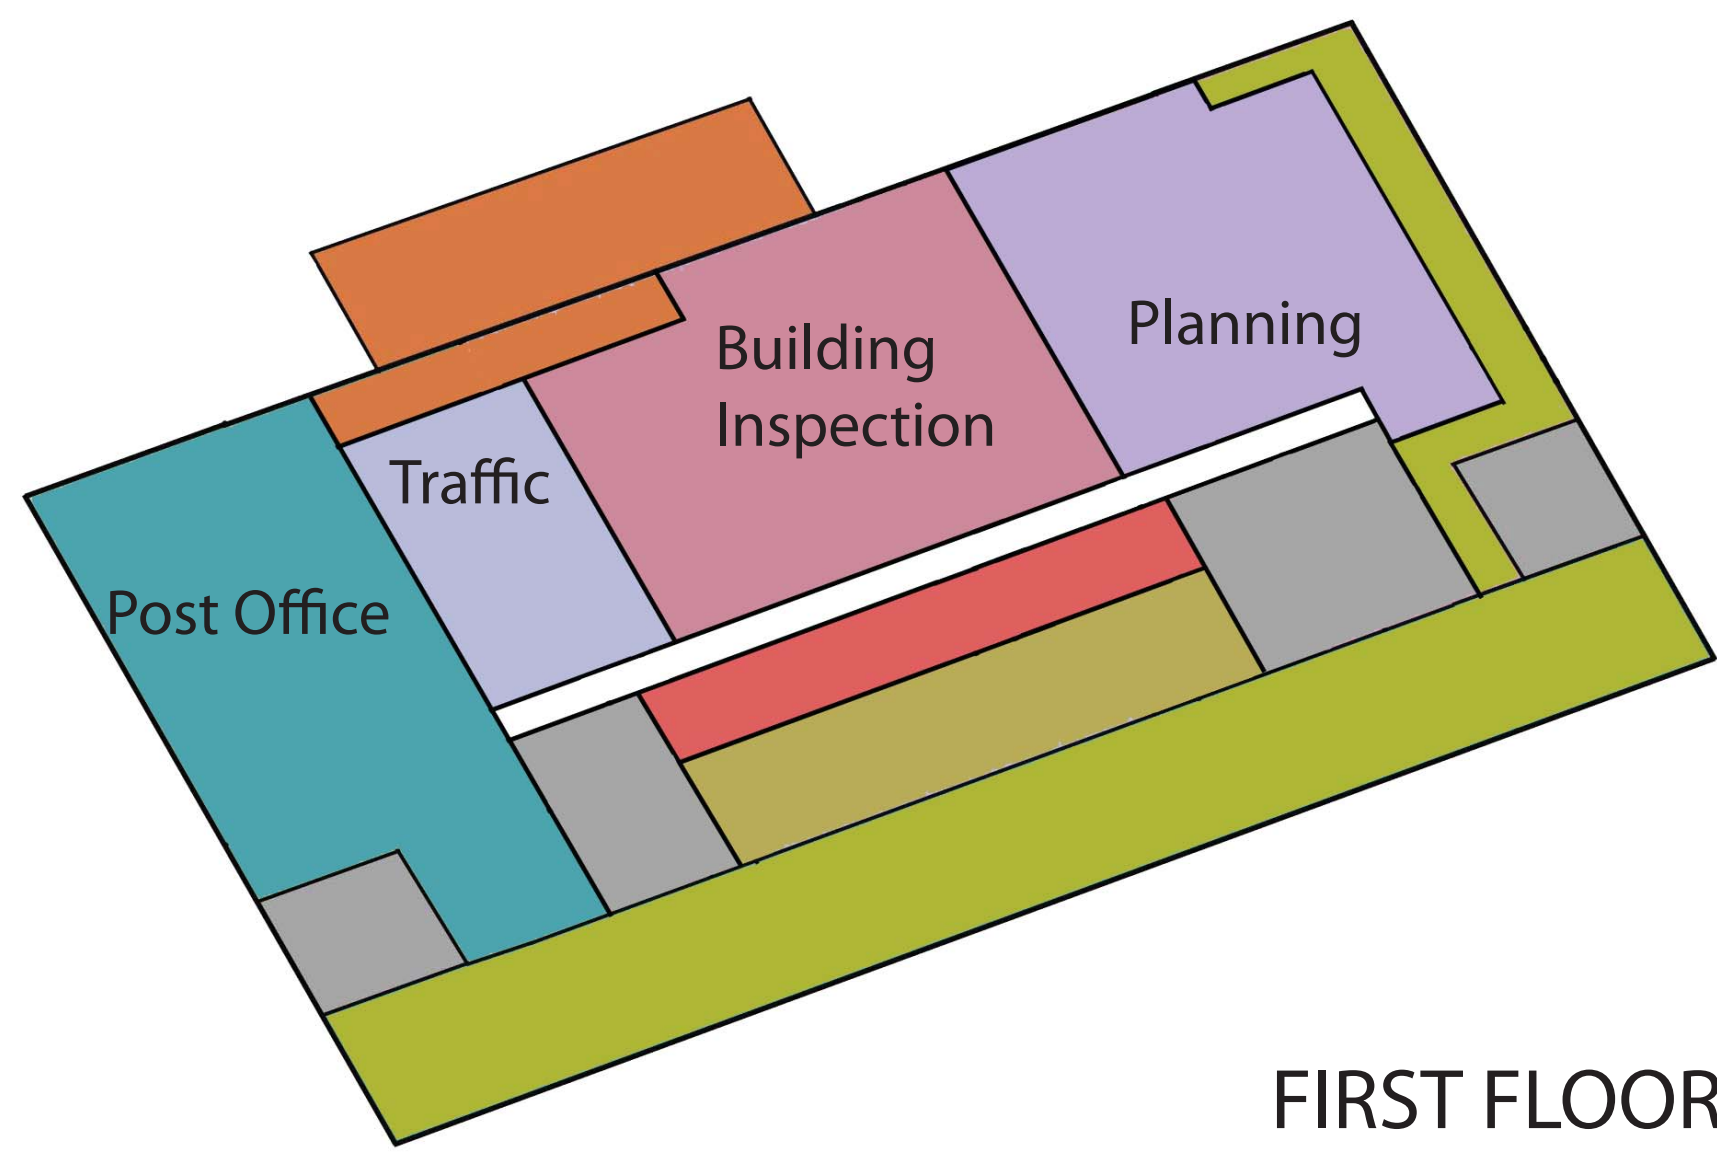 Planning
Building
Inspection
Traffic
Post Office
FIRST FLOOR